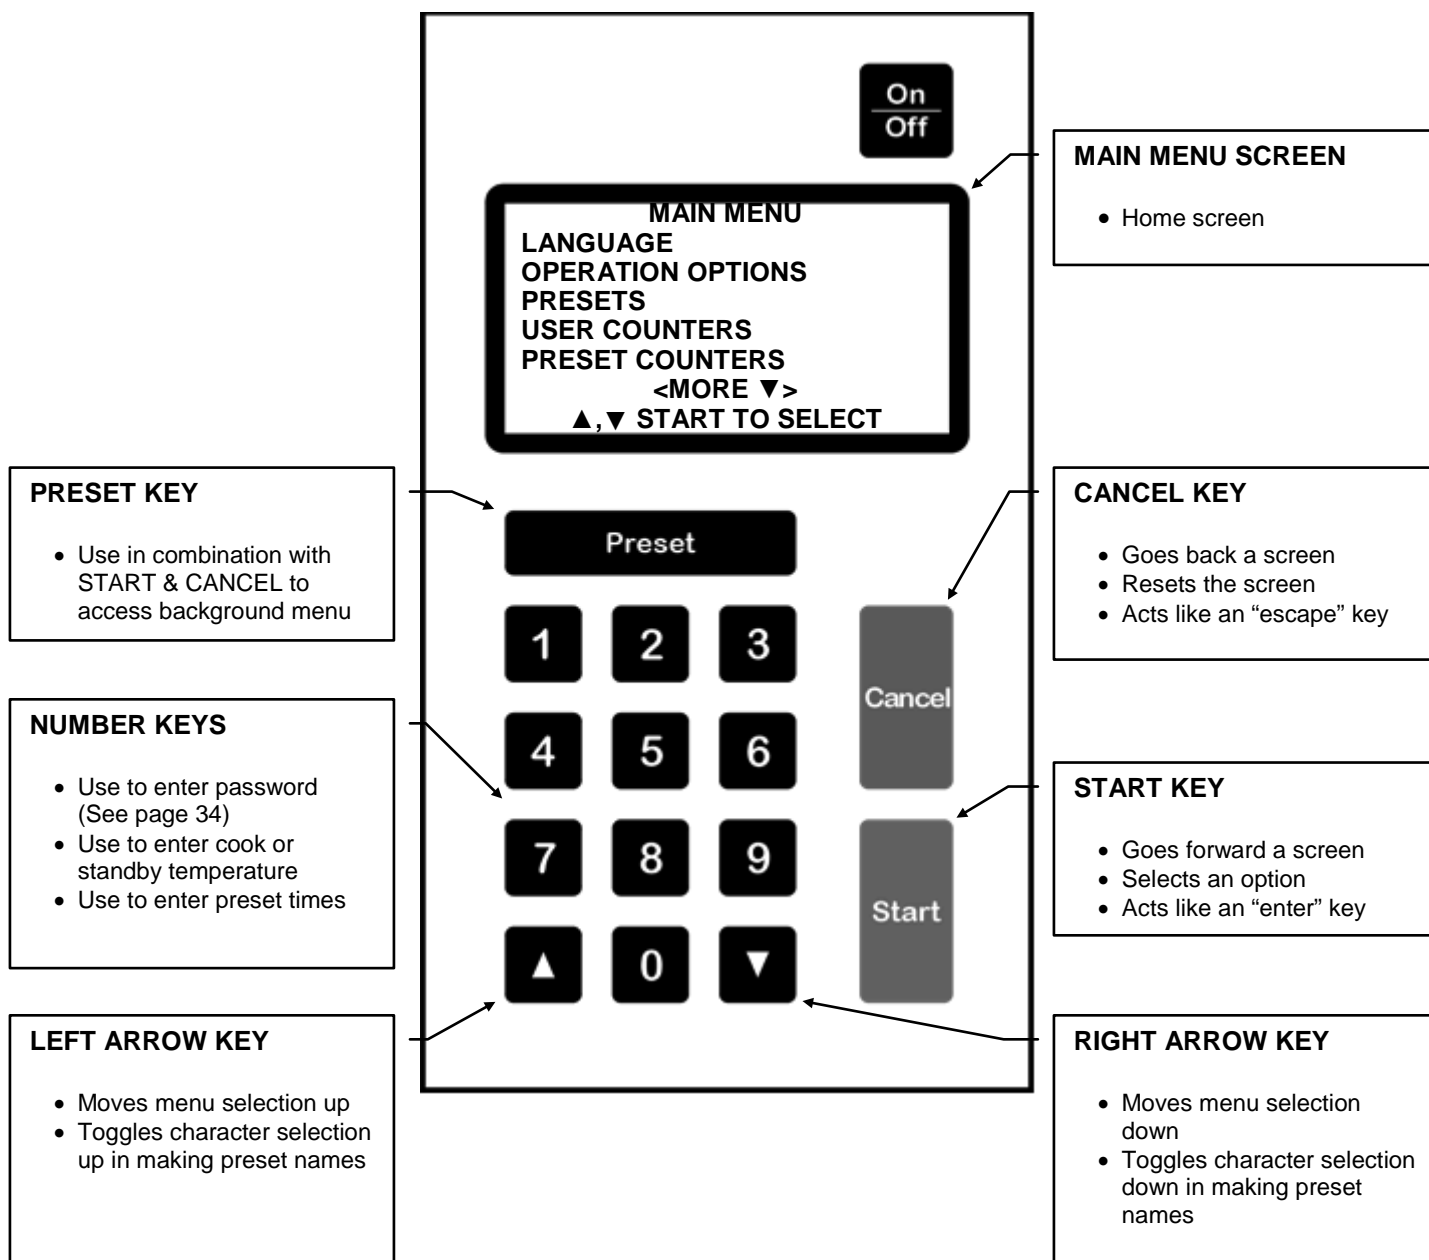 On
Off
MAIN MENU SCREEN
• Home screen
MAIN MENU
LANGUAGE
OPERATION OPTIONS
PRESETS
USER COUNTERS
PRESET COUNTERS
<MORE ▼>
▲,▼ START TO SELECT
PRESET KEY
• Use in combination with
START & CANCEL to
access background menu
Preset
CANCEL KEY
• Goes back a screen
• Resets the screen
• Acts like an “escape” key
1 2 3
Cancel
4 5 6
NUMBER KEYS
• Use to enter password
(See page 34)
• Use to enter cook or
standby temperature
• Use to enter preset times
START KEY
• Goes forward a screen
• Selects an option
• Acts like an “enter” key
7 8 9
Start
▲ 0 ▼
LEFT ARROW KEY
• Moves menu selection up
• Toggles character selection
up in making preset names
RIGHT ARROW KEY
• Moves menu selection
down
• Toggles character selection
down in making preset
names